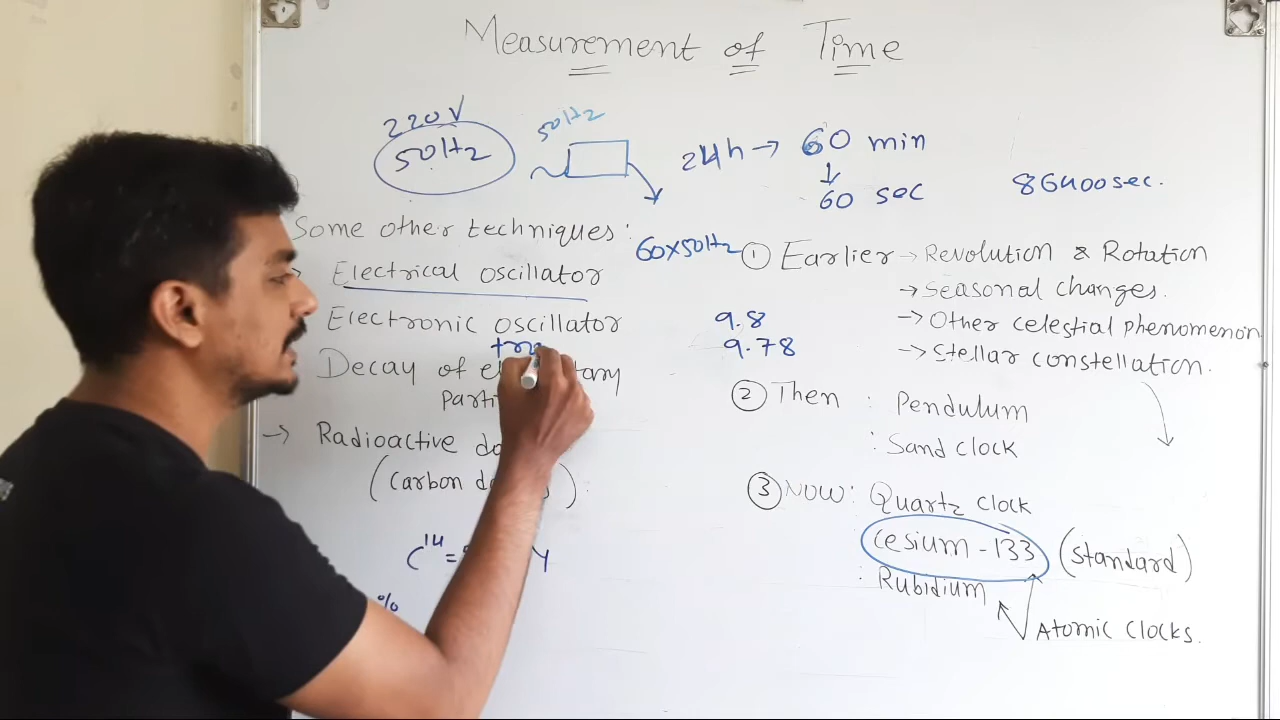 Measurement of Time
220V
50Hz
50Hz
24h → 60 min
↓
60 sec
86400sec.
Some other techniques:
Electrical oscillator
Electronic oscillator
Decay of
→ Radioactive
(Carbon
C14 =
%
60×50Hz
9.8
9.78
① Earlier → Revolution & Rotation
→ Seasonal changes.
→ Other celestial phenomenon
→ Stellar constellation.
② Then : Pendulum
: Sand clock
③ Now : Quartz clock
Cesium-133 (Standard)
: Rubidium
Atomic clocks.